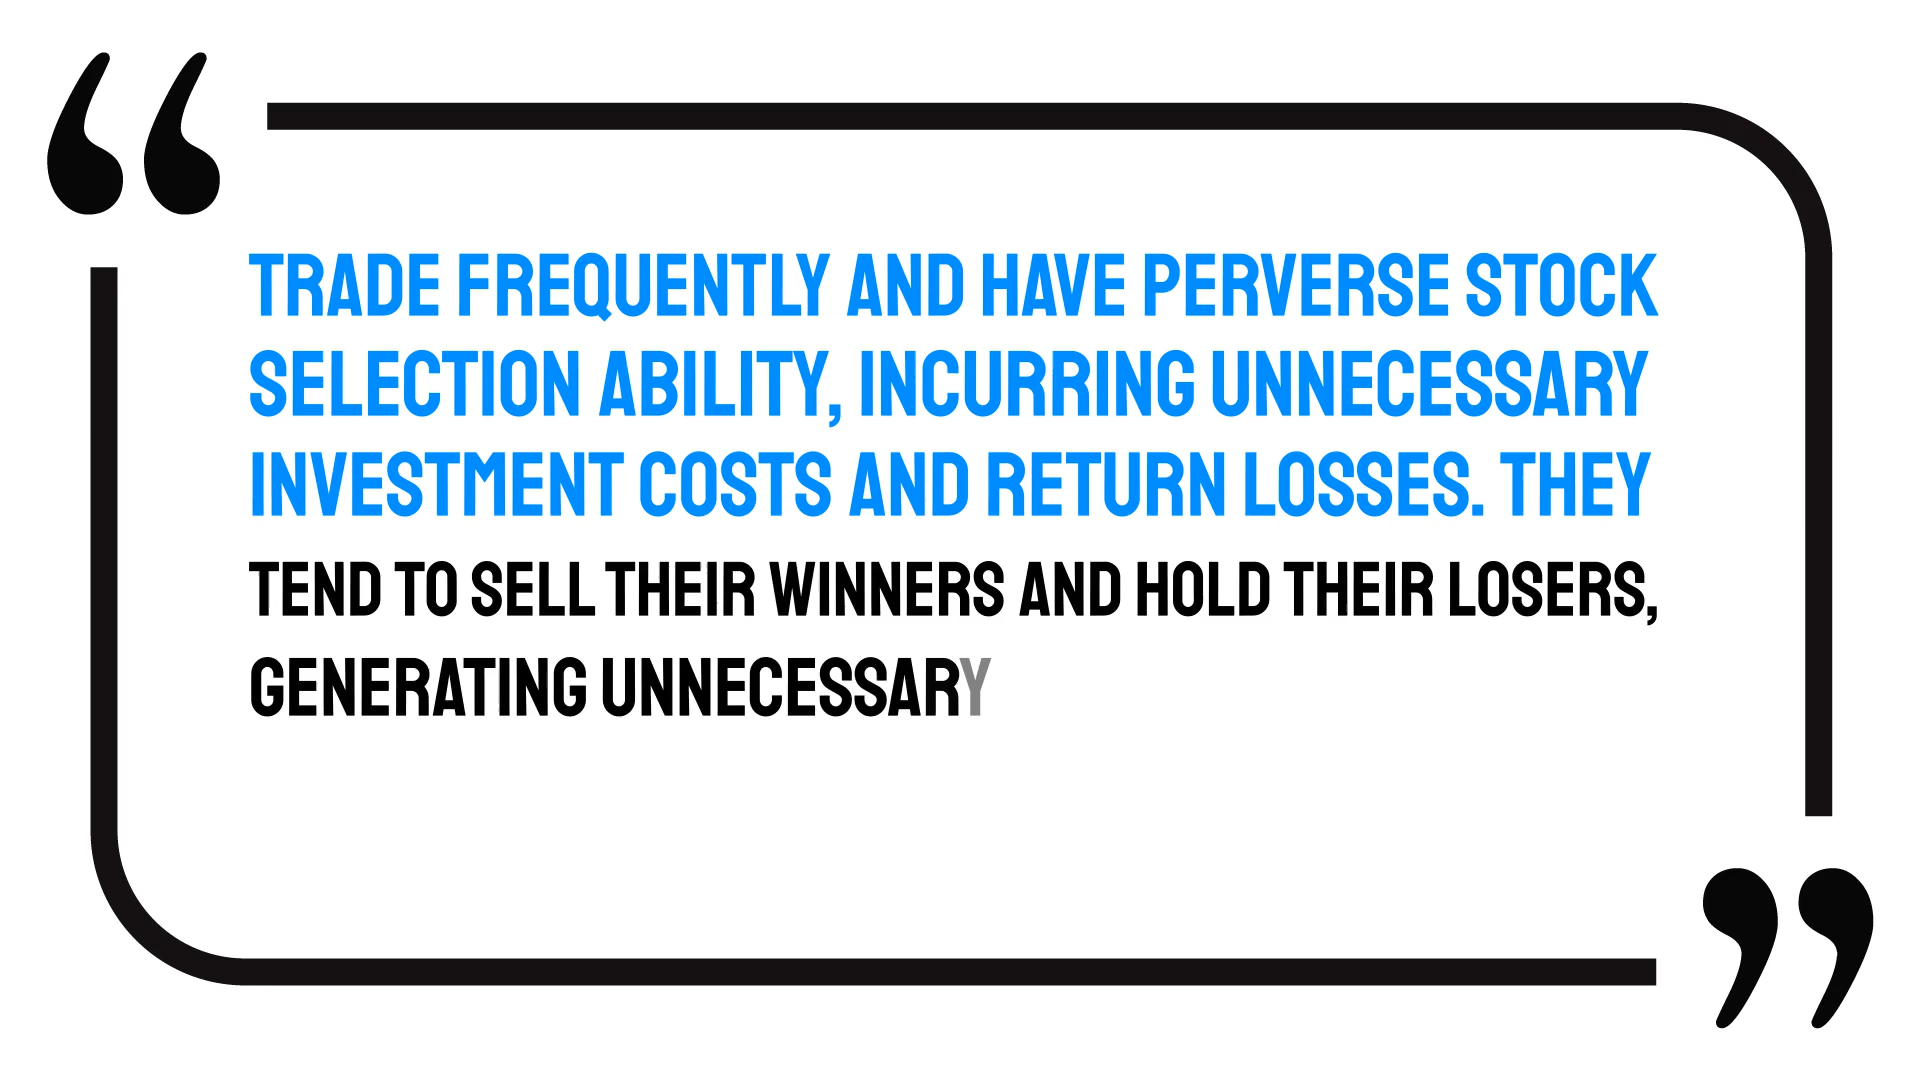 TRADE FREQUENTLY AND HAVE PERVERSE STOCK
SELECTION ABILITY, INCURRING UNNECESSARY
INVESTMENT COSTS AND RETURN LOSSES. THEY
TEND TO SELL THEIR WINNERS AND HOLD THEIR LOSERS,
GENERATING UNNECESSARY